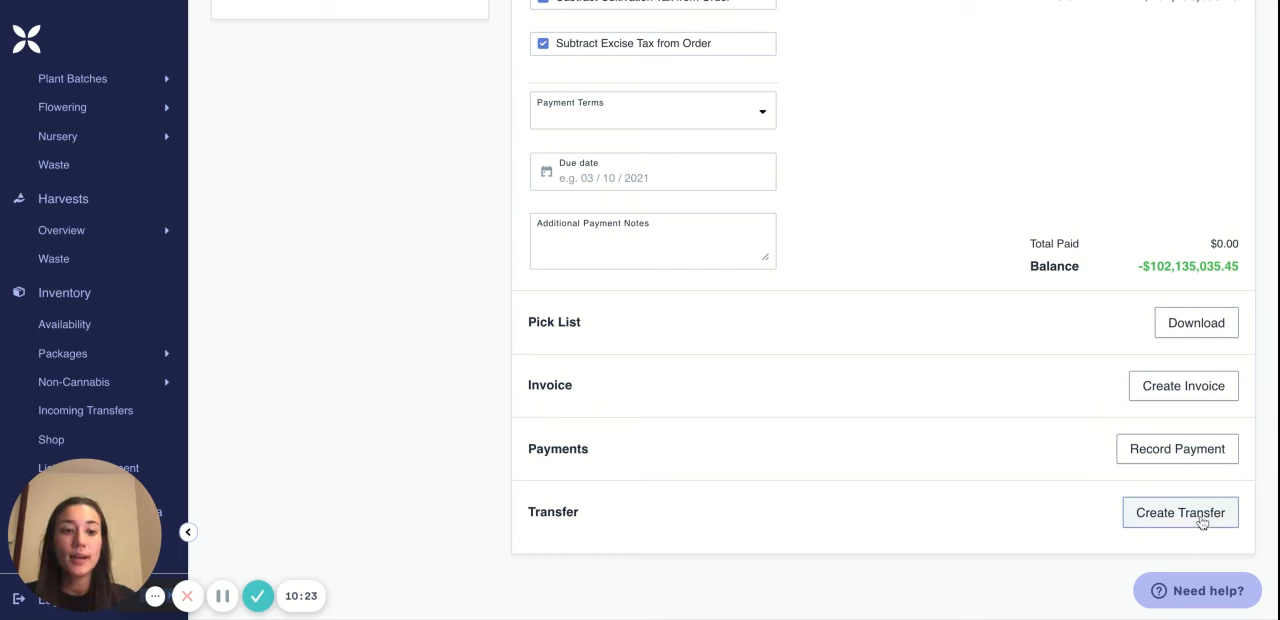 Plant Batches
Flowering
Nursery
Waste
Harvests
Overview
Waste
Inventory
Availability
Packages
Non-Cannabis
Incoming Transfers
Shop
Subtract Excise Tax from Order
Payment Terms
Due date
e.g. 03 / 10 / 2021
Additional Payment Notes
Total Paid $0.00
Balance -$102,135,035.45
Pick List Download
Invoice Create Invoice
Payments Record Payment
Transfer Create Transfer
10:23
Need help?